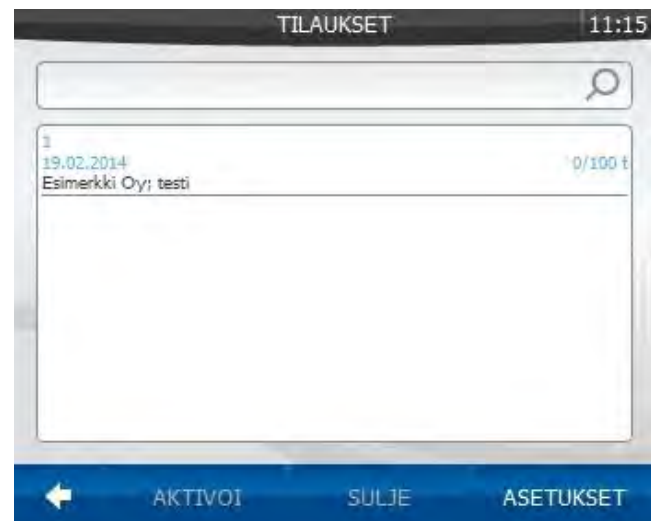 TILAUKSET 11:15
1
19.02.2014 0/100 t
Esimerkki Oy; testi
AKTIVOI SULJE ASETUKSET